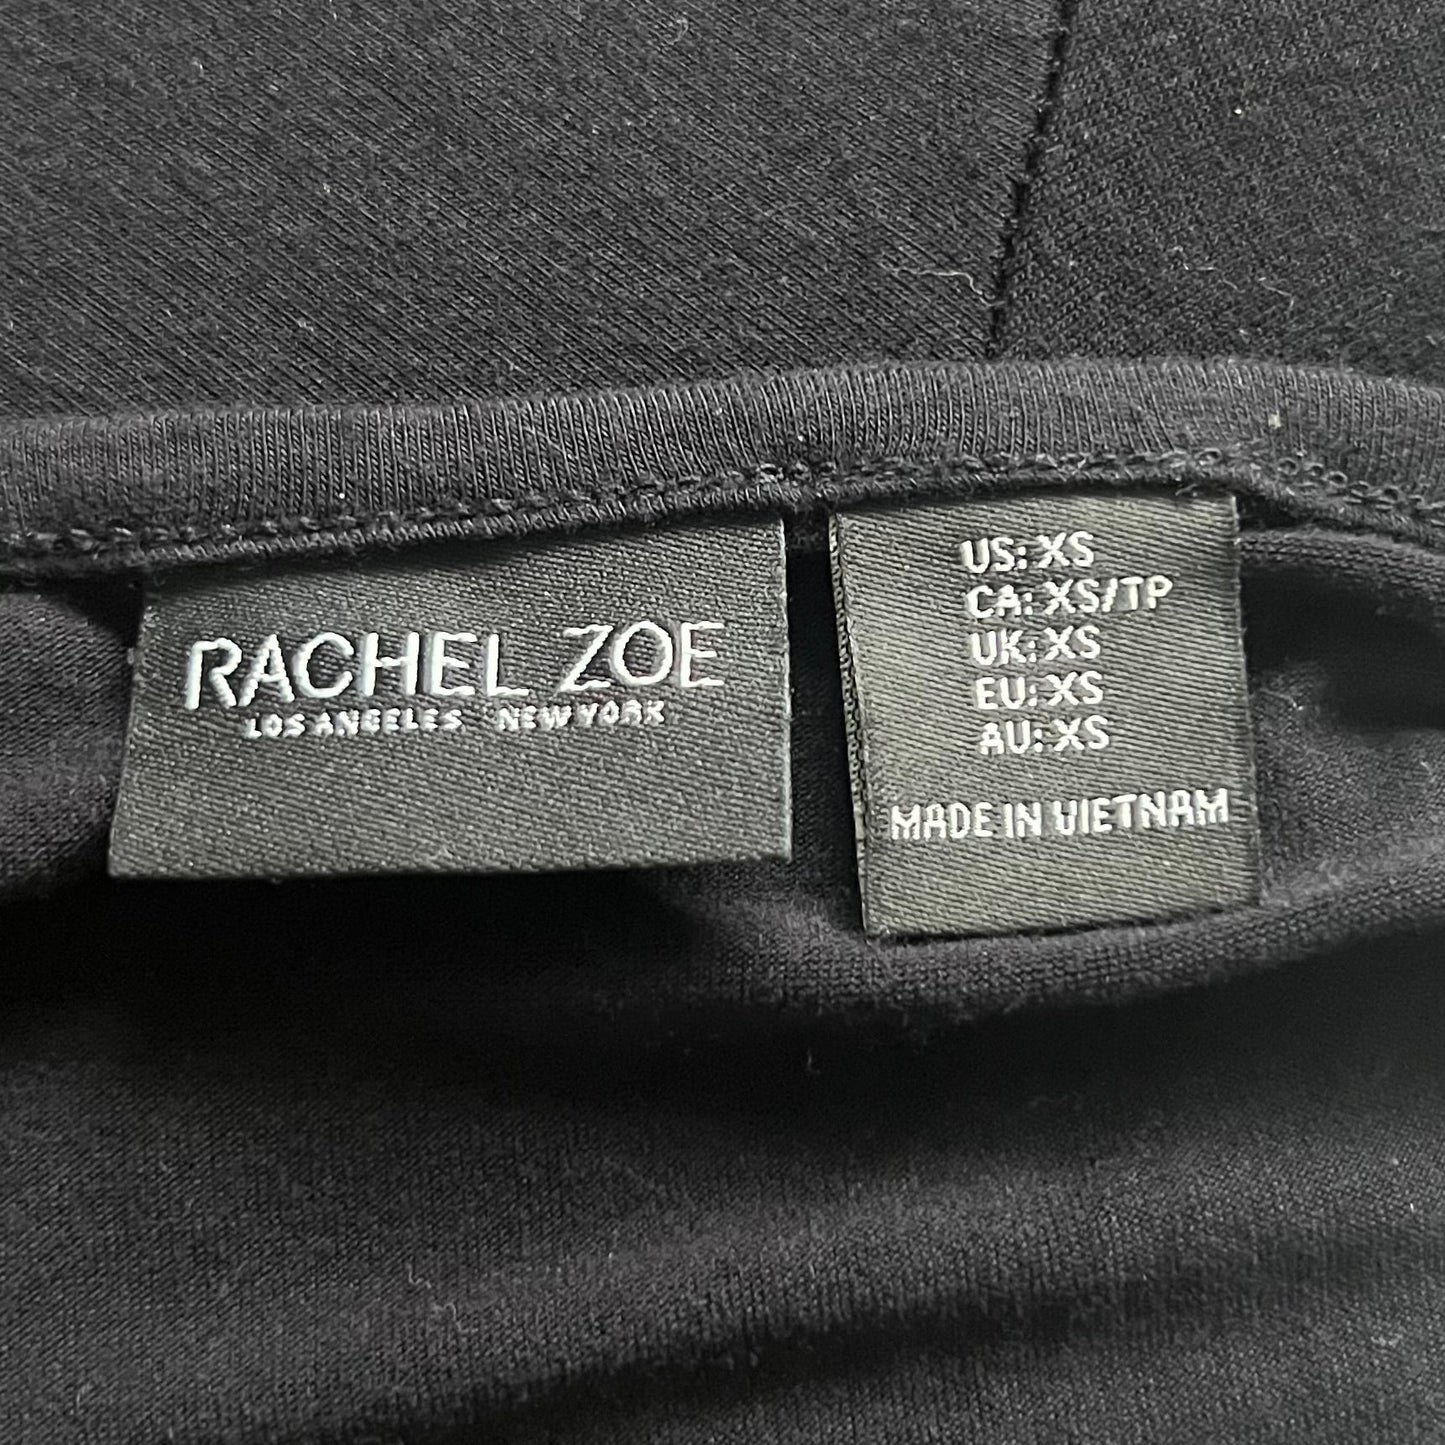 RACHEL ZOE
LOS ANGELES NEW YORK
US: XS
CA: XS/TP
UK: XS
EU: XS
AU: XS
MADE IN VIETNAM